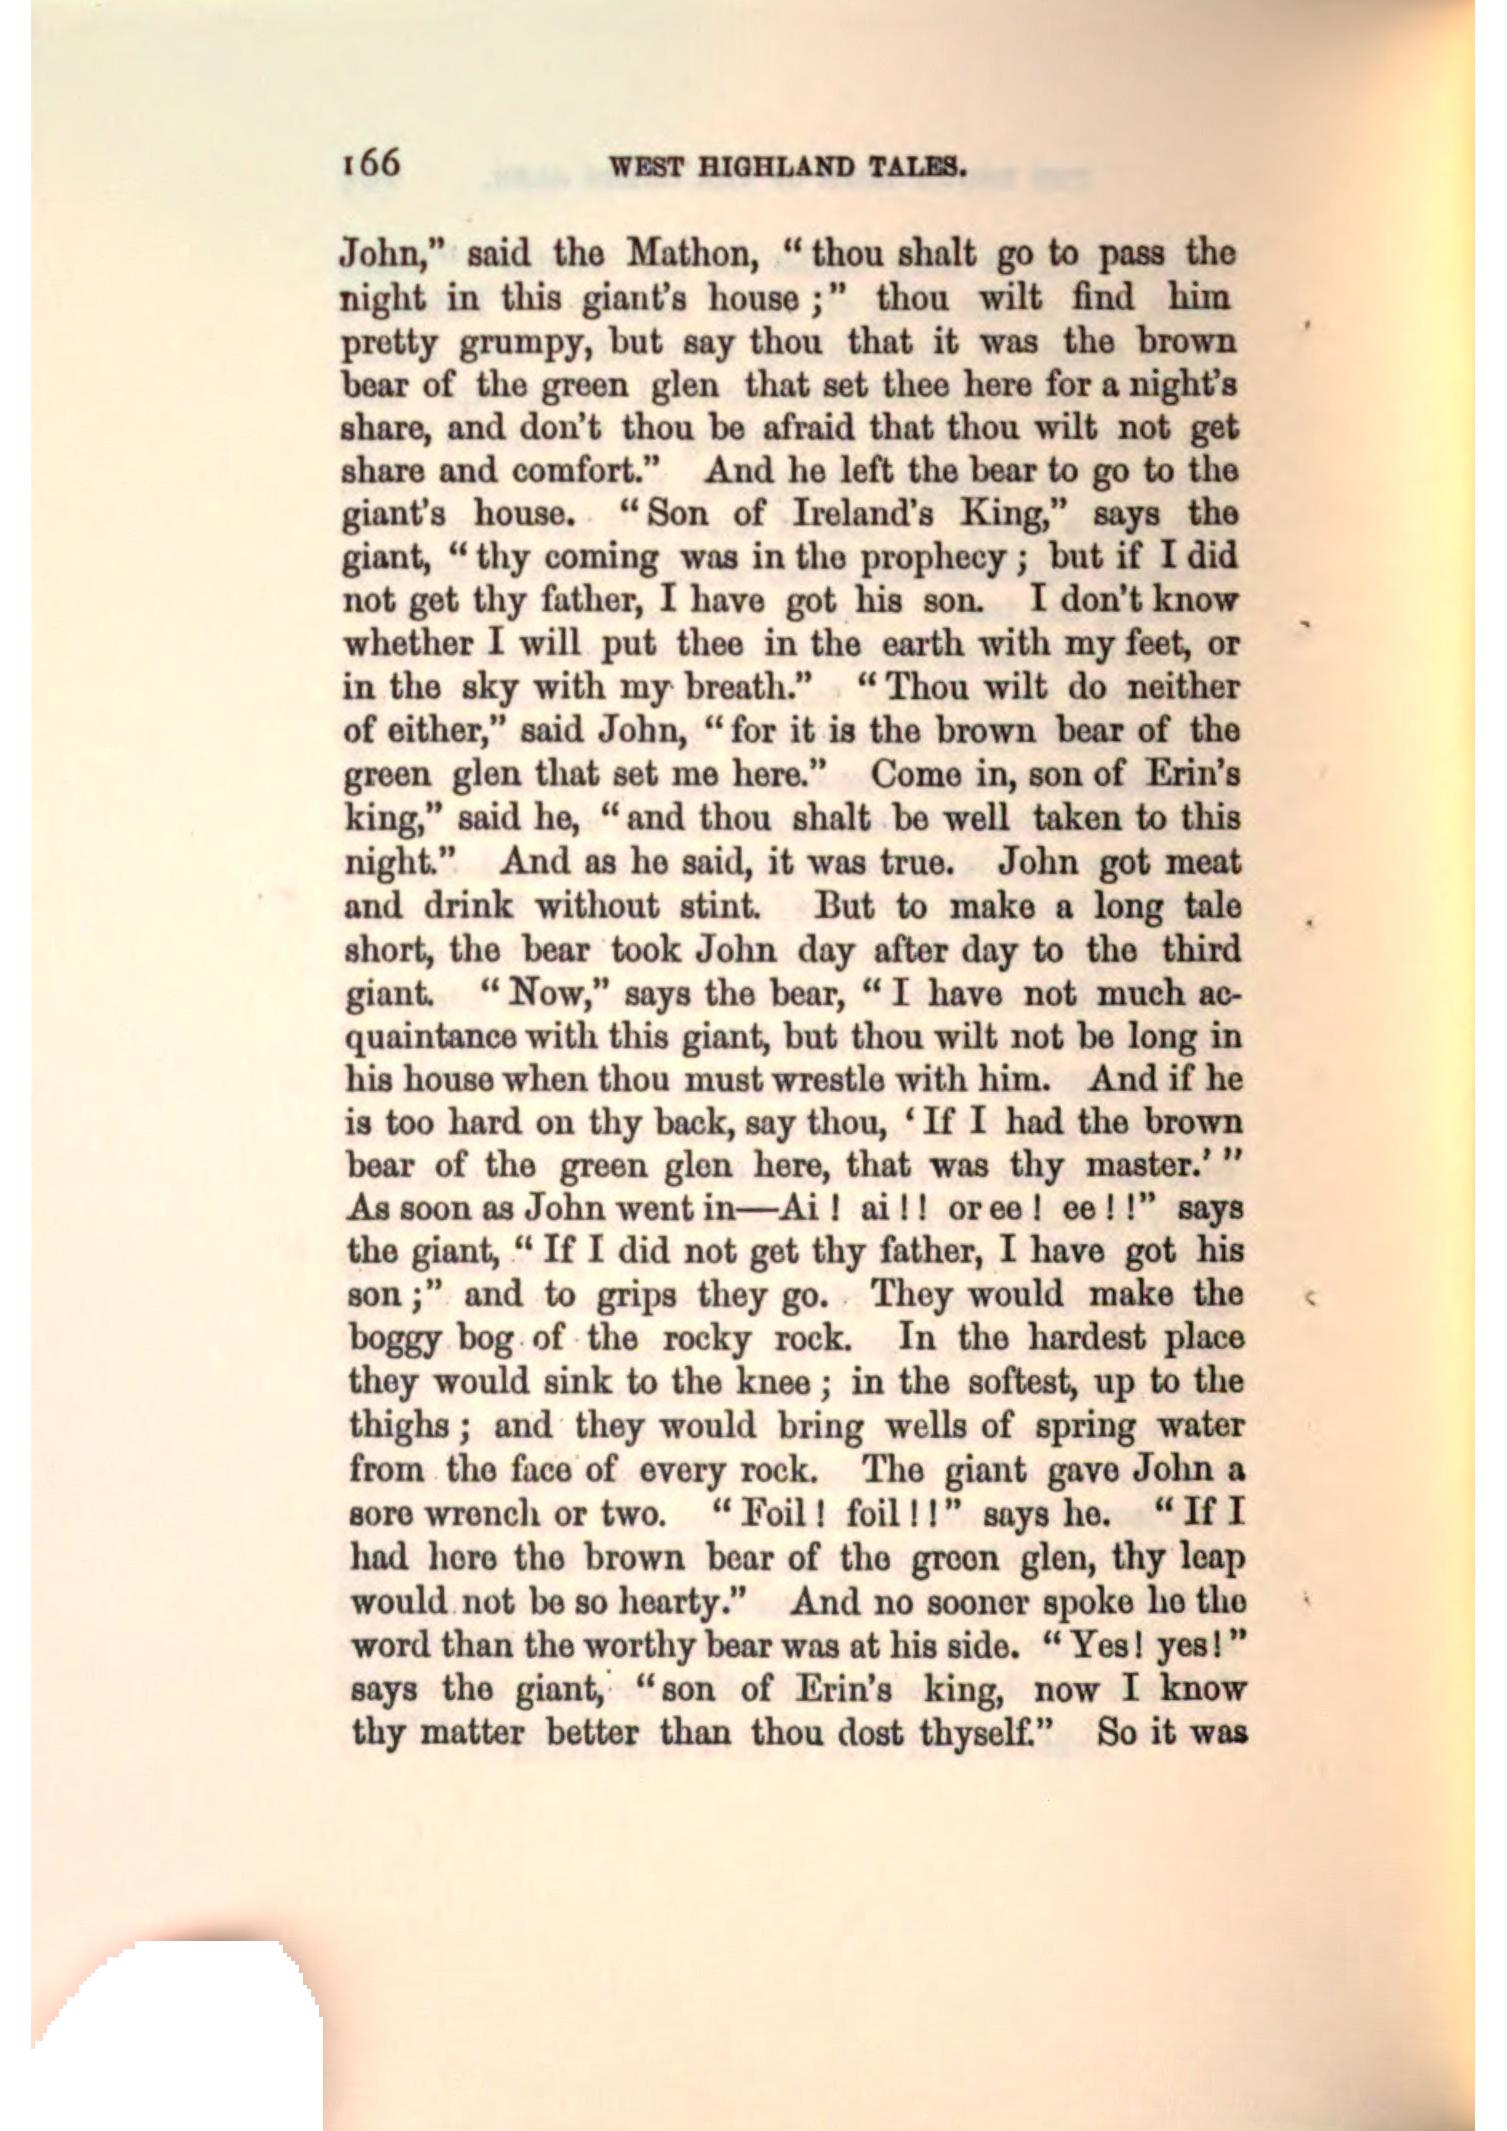 166 WEST HIGHLAND TALES.
John,” said the Mathon, “ thou shalt go to pass the
night in this giant's house ;” thou wilt find him
pretty grumpy, but say thou that it was the brown
bear of the green glen that set thee here for a night's
share, and don't thou be afraid that thou wilt not get
share and comfort.” And he left the bear to go to the
giant's house. “ Son of Ireland's King,” says the
giant, “ thy coming was in the prophecy ; but if I did
not get thy father, I have got his son. I don't know
whether I will put thee in the earth with my feet, or
in the sky with my breath.” “ Thou wilt do neither
of either,” said John, “ for it is the brown bear of the
green glen that set me here.” Come in, son of Erin's
king,” said he, “ and thou shalt be well taken to this
night.” And as he said, it was true. John got meat
and drink without stint. But to make a long tale
short, the bear took John day after day to the third
giant. “ Now,” says the bear, “ I have not much ac-
quaintance with this giant, but thou wilt not be long in
his house when thou must wrestle with him. And if he
is too hard on thy back, say thou, ‘ If I had the brown
bear of the green glen here, that was thy master.’ ”
As soon as John went in—Ai ! ai ! ! or ee ! ee ! !” says
the giant, “ If I did not get thy father, I have got his
son ;” and to grips they go. They would make the
boggy bog of the rocky rock. In the hardest place
they would sink to the knee ; in the softest, up to the
thighs ; and they would bring wells of spring water
from the face of every rock. The giant gave John a
sore wrench or two. “ Foil ! foil ! !” says he. “ If I
had here the brown bear of the green glen, thy leap
would not be so hearty.” And no sooner spoke he the
word than the worthy bear was at his side. “ Yes! yes! ”
says the giant, “ son of Erin's king, now I know
thy matter better than thou dost thyself.” So it was